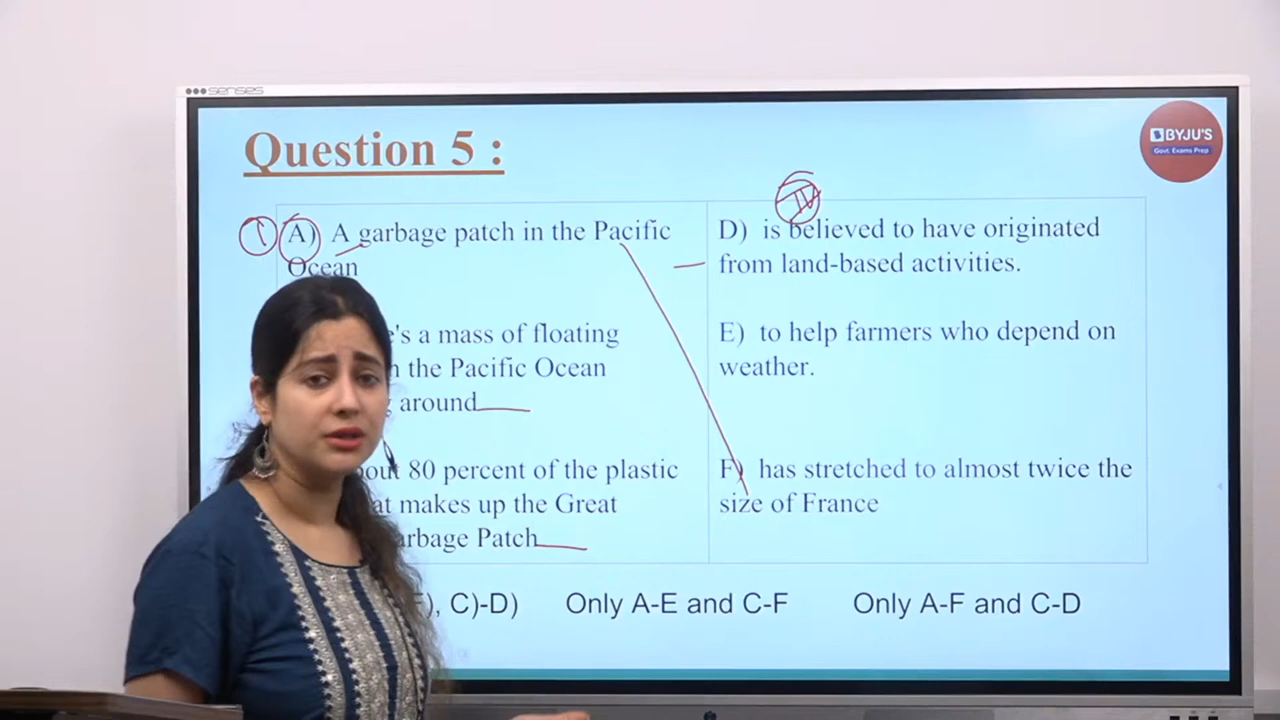 senses
BYJU'S
Govt. Exams Prep
Question 5 :
A) A garbage patch in the Pacific
Ocean
's a mass of floating
the Pacific Ocean
around
80 percent of the plastic
makes up the Great
Patch
D) is believed to have originated
from land-based activities.
E) to help farmers who depend on
weather.
F) has stretched to almost twice the
size of France
C)-D)
Only A-E and C-F
Only A-F and C-D